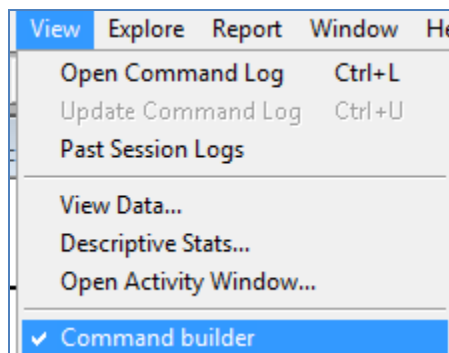 View Explore Report Window He
Open Command Log Ctrl+L
Update Command Log Ctrl+U
Past Session Logs
View Data...
Descriptive Stats...
Open Activity Window...
✓ Command builder